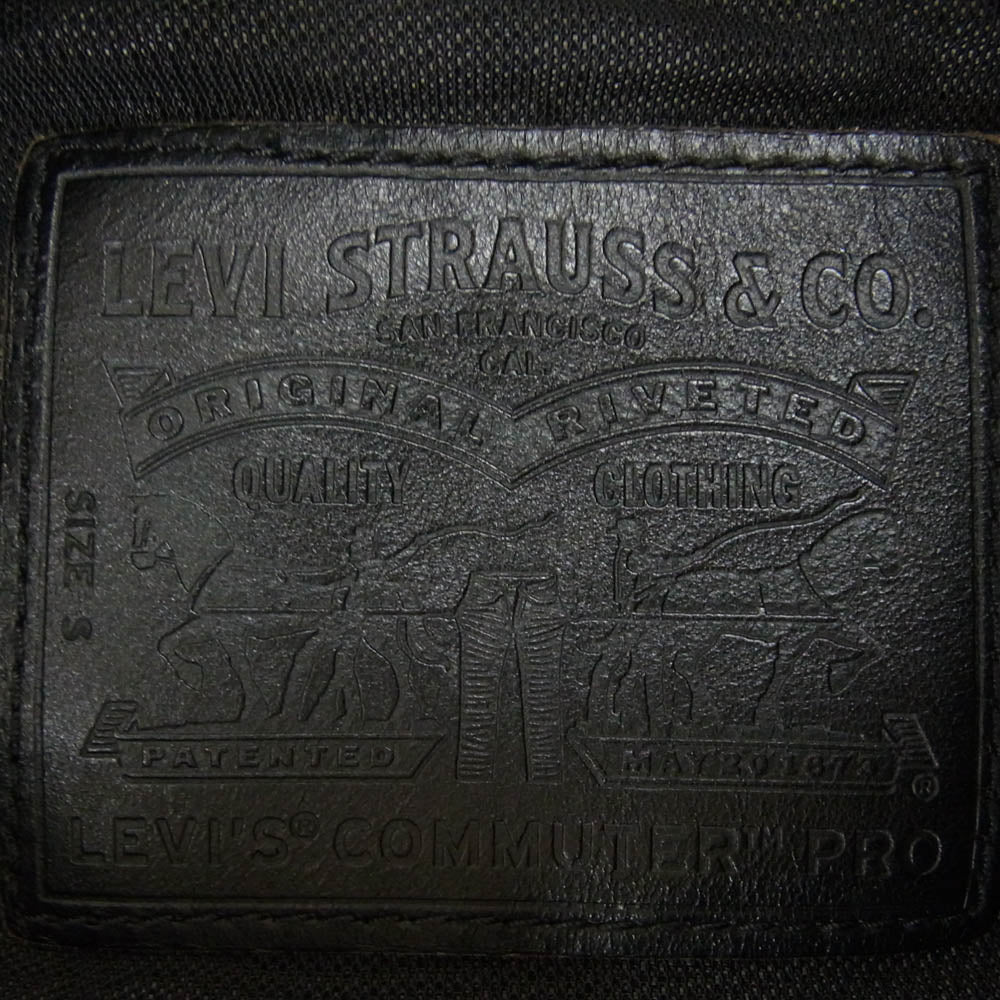 LEVI STRAUSS & CO.
SAN FRANCISCO
CAL.
ORIGINAL RIVETED
QUALITY CLOTHING
SIZE S
PATENTED MAY 20 1873
®
LEVI'S® COMMUTER™ PRO